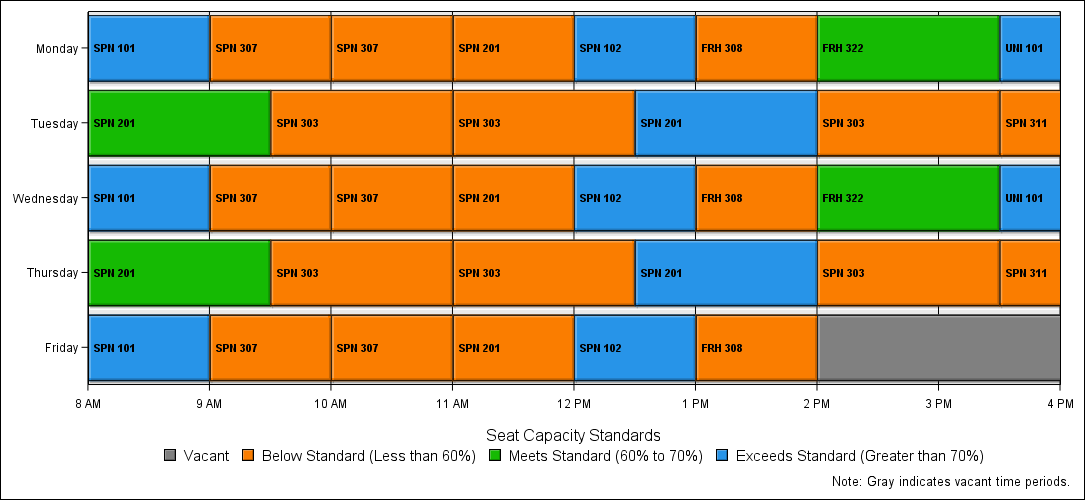 Monday SPN 101 SPN 307 SPN 307 SPN 201 SPN 102 FRH 308 FRH 322 UNI 101
Tuesday SPN 201 SPN 303 SPN 303 SPN 201 SPN 303 SPN 311
Wednesday SPN 101 SPN 307 SPN 307 SPN 201 SPN 102 FRH 308 FRH 322 UNI 101
Thursday SPN 201 SPN 303 SPN 303 SPN 201 SPN 303 SPN 311
Friday SPN 101 SPN 307 SPN 307 SPN 201 SPN 102 FRH 308
8 AM 9 AM 10 AM 11 AM 12 PM 1 PM 2 PM 3 PM 4 PM
Seat Capacity Standards
Vacant Below Standard (Less than 60%) Meets Standard (60% to 70%) Exceeds Standard (Greater than 70%)
Note: Gray indicates vacant time periods.